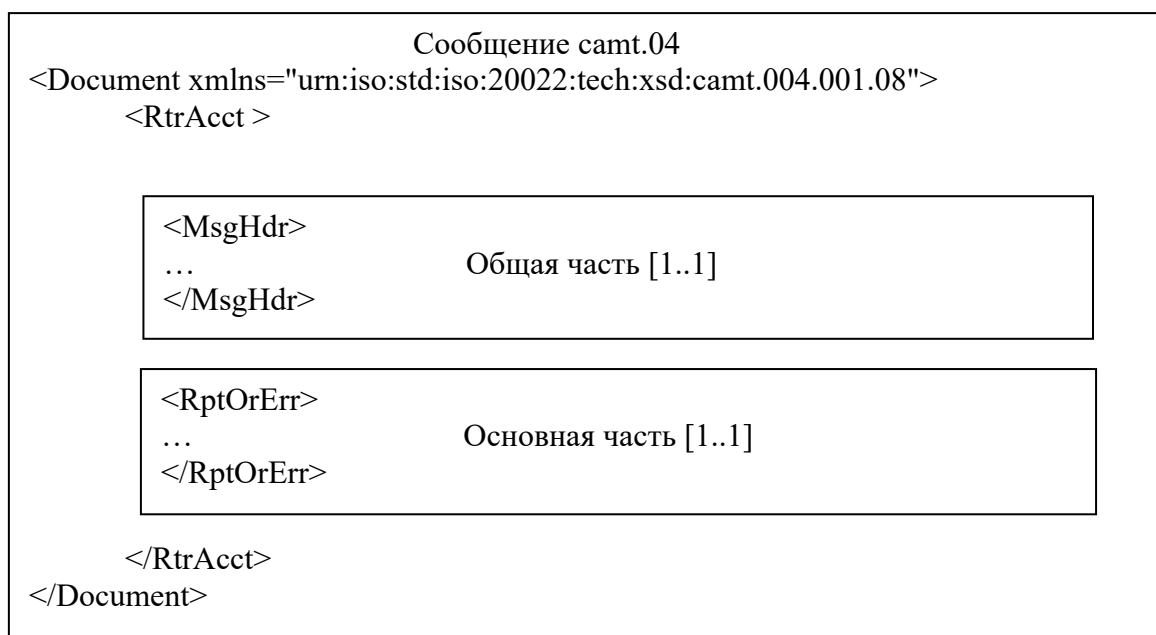 Сообщение camt.04
<Document xmlns="urn:iso:std:iso:20022:tech:xsd:camt.004.001.08">
<RtrAcct >
<MsgHdr>
… Общая часть [1..1]
</MsgHdr>
<RptOrErr>
… Основная часть [1..1]
</RptOrErr>
</RtrAcct>
</Document>